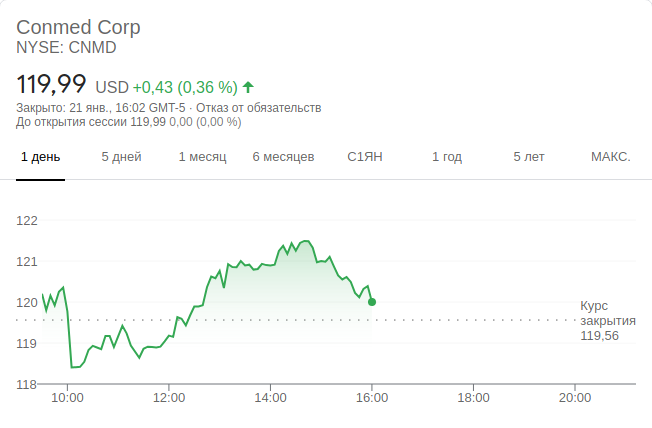 Conmed Corp
NYSE: CNMD
119,99 USD +0,43 (0,36 %)
Закрыто: 21 янв., 16:02 GMT-5 · Отказ от обязательств
До открытия сессии 119,99 0,00 (0,00 %)
1 день 5 дней 1 месяц 6 месяцев С1ЯН 1 год 5 лет МАКС.
122
121
120
Курс
закрытия
119,56
119
118
10:00 12:00 14:00 16:00 18:00 20:00